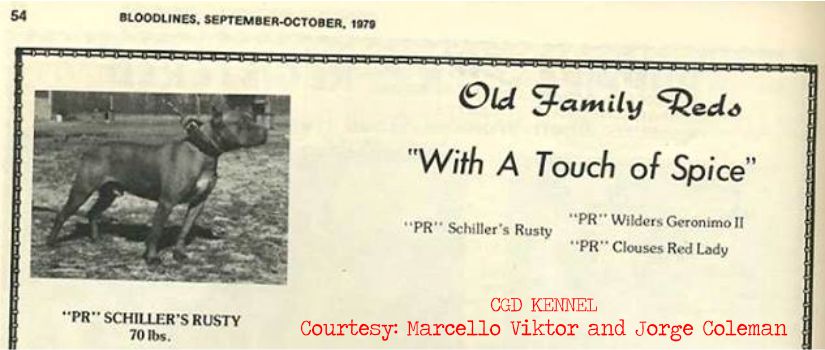 54
BLOODLINES, SEPTEMBER-OCTOBER, 1979
Old Family Reds
"With A Touch of Spice"
"PR" Schiller's Rusty
"PR" Wilders Geronimo II
"PR" Clouses Red Lady
"PR" SCHILLER'S RUSTY
70 lbs.
CGD KENNEL
Courtesy: Marcello Viktor and Jorge Coleman